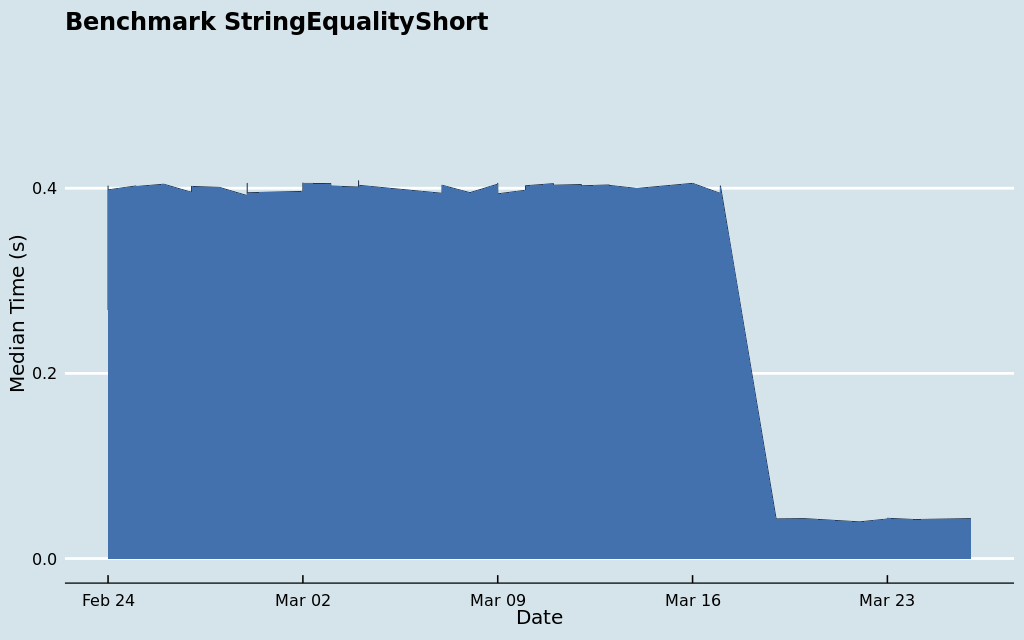 Benchmark StringEqualityShort
Median Time (s)
0.4
0.2
0.0
Feb 24 Mar 02 Mar 09 Mar 16 Mar 23
Date